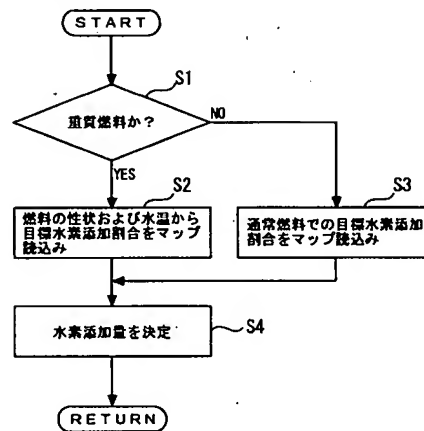 START
S1
重質燃料か?
NO
YES
S2
燃料の性状および水温から
目標水素添加割合をマップ
読込み
S3
通常燃料での目標水素添加
割合をマップ読込み
水素添加量を決定
S4
RETURN